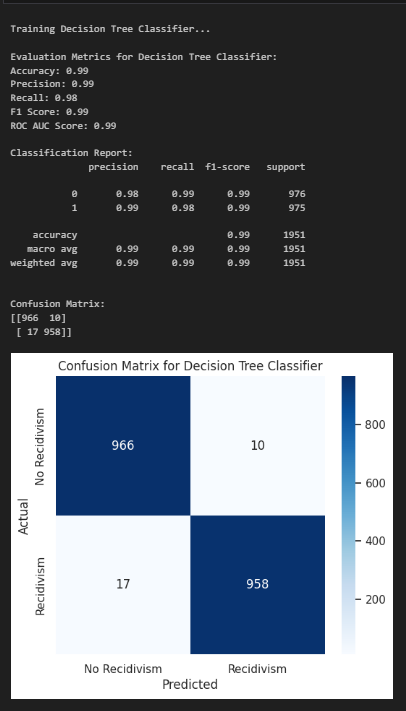 Training Decision Tree Classifier...
Evaluation Metrics for Decision Tree Classifier:
Accuracy: 0.99
Precision: 0.99
Recall: 0.98
F1 Score: 0.99
ROC AUC Score: 0.99
Classification Report:
precision recall f1-score support
0 0.98 0.99 0.99 976
1 0.99 0.98 0.99 975
accuracy 0.99 1951
macro avg 0.99 0.99 0.99 1951
weighted avg 0.99 0.99 0.99 1951
Confusion Matrix:
[[966 10]
[ 17 958]]
Confusion Matrix for Decision Tree Classifier
No Recidivism
966
10
800
600
Actual
400
Recidivism
17
958
200
No Recidivism
Recidivism
Predicted